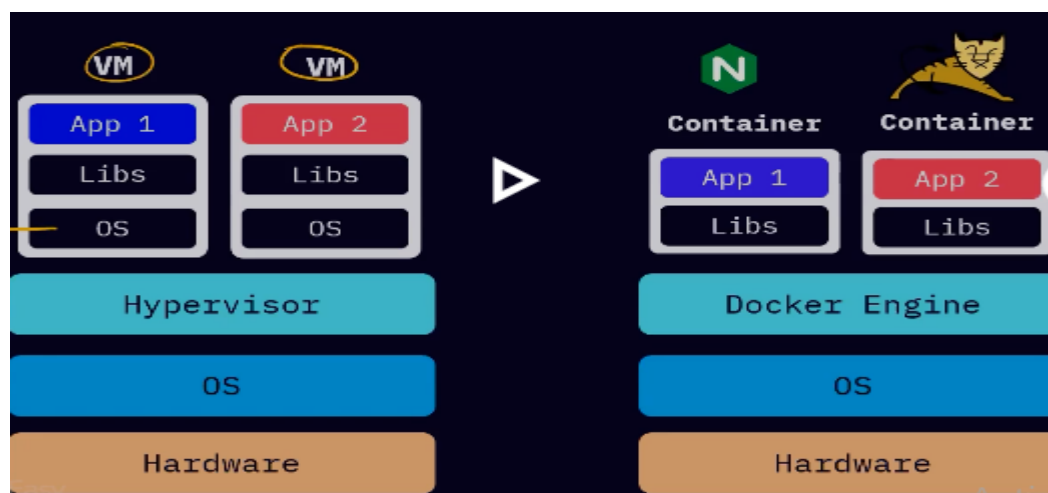 VM
VM
App 1
Libs
OS
App 2
Libs
OS
Hypervisor
OS
Hardware
N
Container
App 1
Libs
Container
App 2
Libs
Docker Engine
OS
Hardware